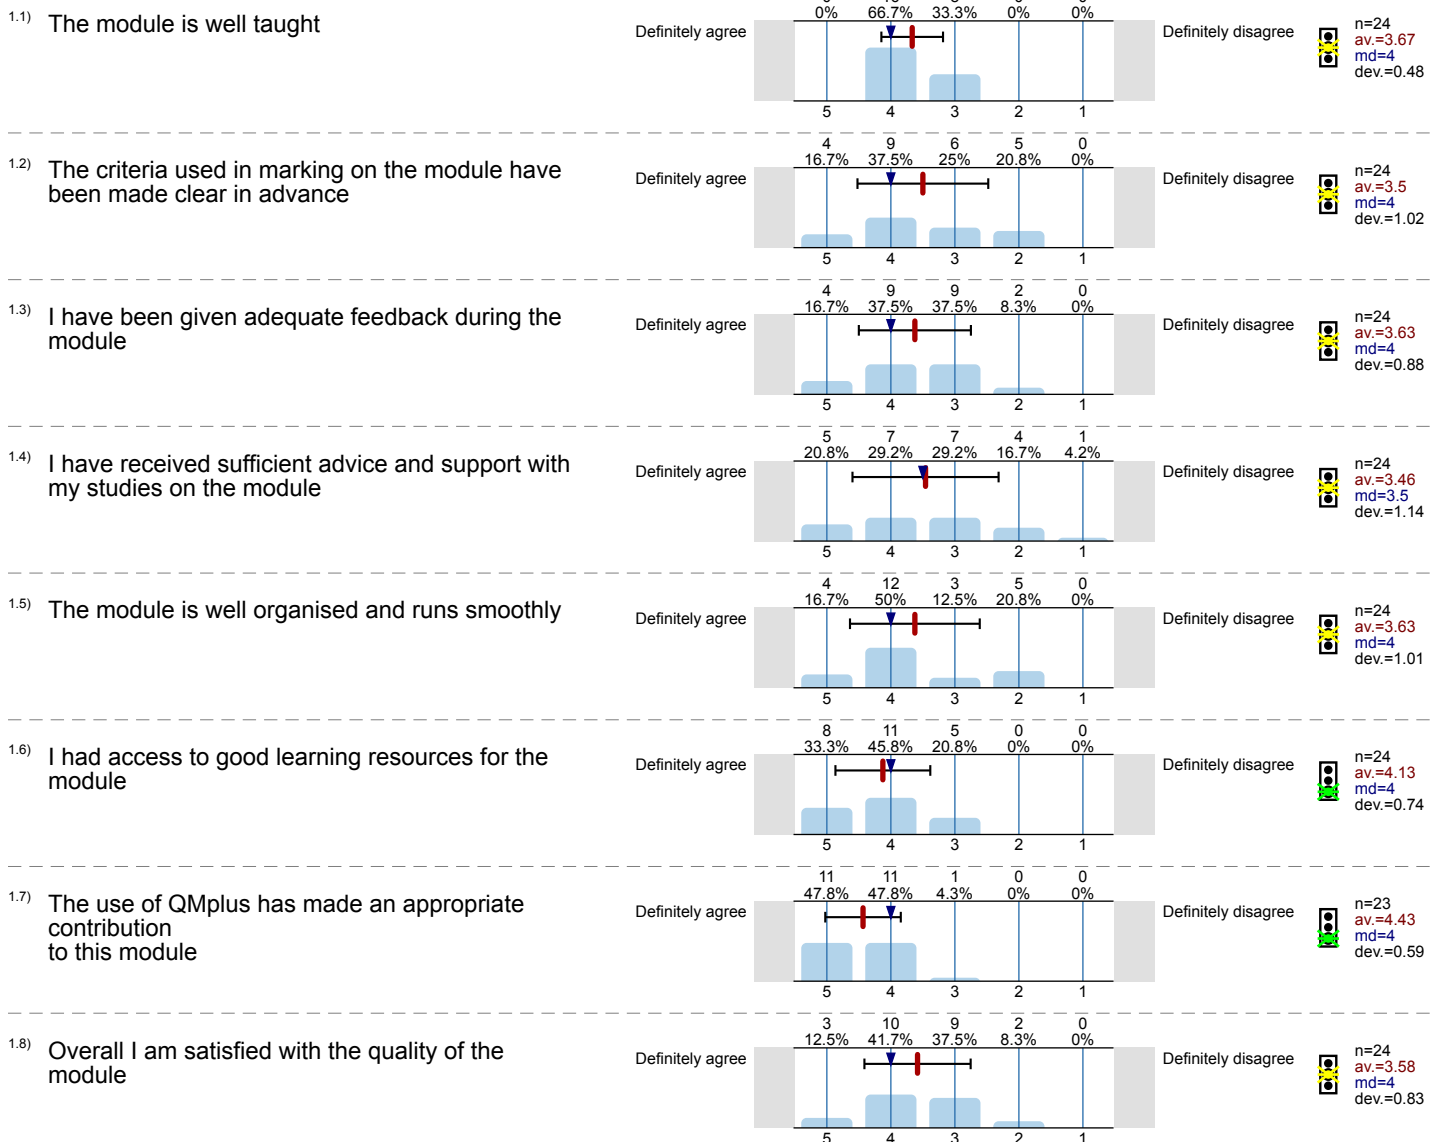 0% 66.7% 33.3% 0% 0%
1.1) The module is well taught
Definitely agree
Definitely disagree
n=24
av.=3.67
md=4
dev.=0.48
5 4 3 2 1
4 9 6 5 0
16.7% 37.5% 25% 20.8% 0%
1.2) The criteria used in marking on the module have
been made clear in advance
Definitely agree
Definitely disagree
n=24
av.=3.5
md=4
dev.=1.02
5 4 3 2 1
4 9 9 2 0
16.7% 37.5% 37.5% 8.3% 0%
1.3) I have been given adequate feedback during the
module
Definitely agree
Definitely disagree
n=24
av.=3.63
md=4
dev.=0.88
5 4 3 2 1
5 7 7 4 1
20.8% 29.2% 29.2% 16.7% 4.2%
1.4) I have received sufficient advice and support with
my studies on the module
Definitely agree
Definitely disagree
n=24
av.=3.46
md=3.5
dev.=1.14
5 4 3 2 1
4 12 3 5 0
16.7% 50% 12.5% 20.8% 0%
1.5) The module is well organised and runs smoothly
Definitely agree
Definitely disagree
n=24
av.=3.63
md=4
dev.=1.01
5 4 3 2 1
8 11 5 0 0
33.3% 45.8% 20.8% 0% 0%
1.6) I had access to good learning resources for the
module
Definitely agree
Definitely disagree
n=24
av.=4.13
md=4
dev.=0.74
5 4 3 2 1
11 11 1 0 0
47.8% 47.8% 4.3% 0% 0%
1.7) The use of QMplus has made an appropriate
contribution
to this module
Definitely agree
Definitely disagree
n=23
av.=4.43
md=4
dev.=0.59
5 4 3 2 1
3 10 9 2 0
12.5% 41.7% 37.5% 8.3% 0%
1.8) Overall I am satisfied with the quality of the
module
Definitely agree
Definitely disagree
n=24
av.=3.58
md=4
dev.=0.83
5 4 3 2 1